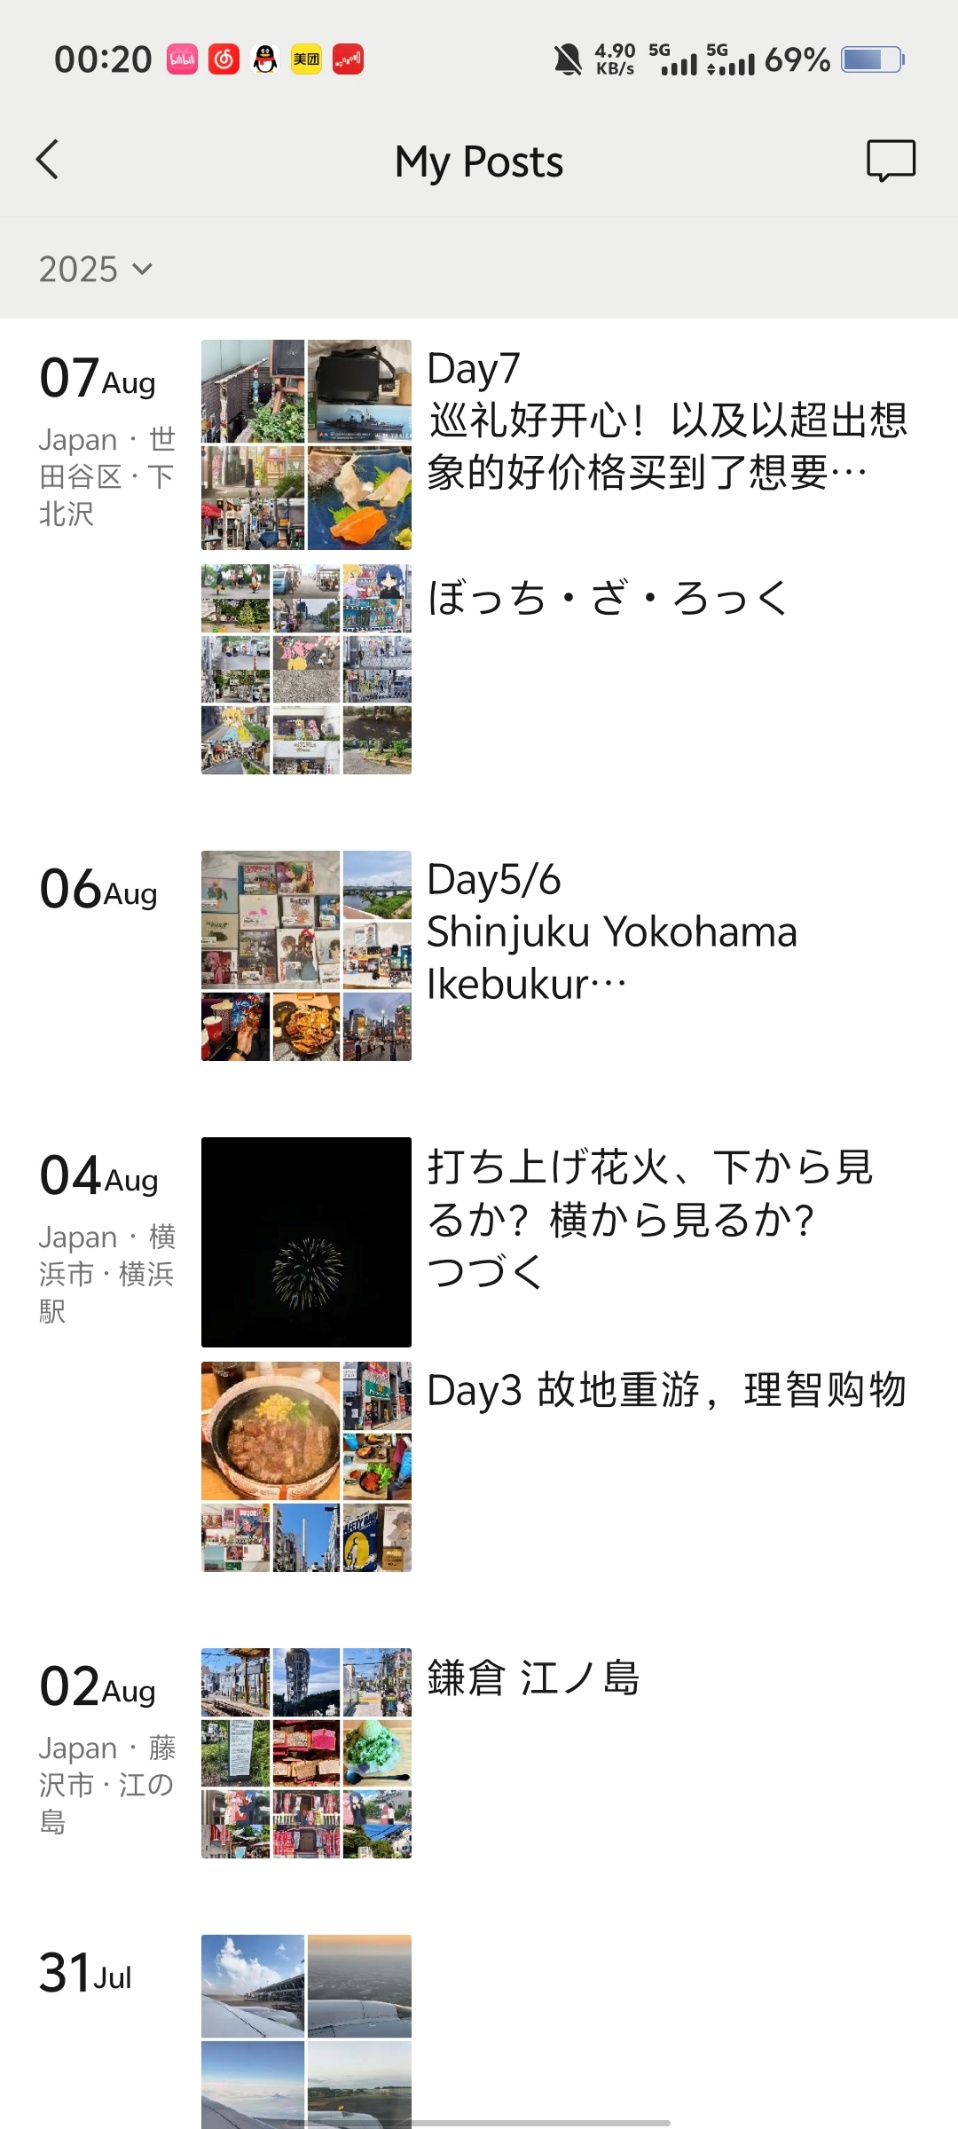 00:20
4.90 KB/s 5G 5G 69%
My Posts
2025
07Aug
Japan · 世
田谷区 · 下
北沢
Day7
巡礼好开心！以及以超出想
象的好价格买到了想要…
ぼっち・ざ・ろっく
06Aug
Day5/6
Shinjuku Yokohama
Ikebukur…
04Aug
Japan · 横
浜市 · 横浜
駅
打ち上げ花火、下から見
るか？横から見るか？
つづく
Day3 故地重游，理智购物
02Aug
Japan · 藤
沢市 · 江の
島
鎌倉 江ノ島
31Jul